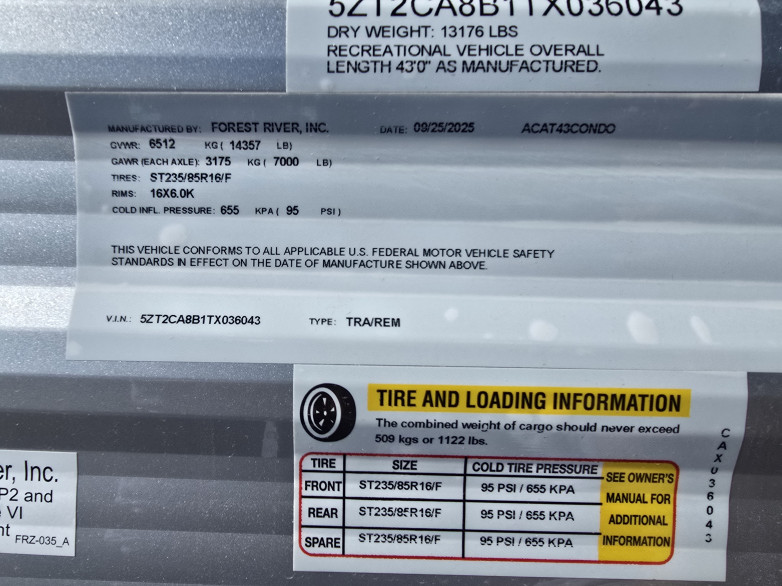 5ZT2CA8B1TX036043
DRY WEIGHT: 13176 LBS
RECREATIONAL VEHICLE OVERALL
LENGTH 43'0" AS MANUFACTURED.
MANUFACTURED BY: FOREST RIVER, INC. DATE: 09/25/2025 ACAT43CONDO
GVWR: 6512 KG ( 14357 LB)
GAWR (EACH AXLE): 3175 KG ( 7000 LB)
TIRES: ST235/85R16/F
RIMS: 16X6.0K
COLD INFL. PRESSURE: 655 KPA ( 95 PSI )
THIS VEHICLE CONFORMS TO ALL APPLICABLE U.S. FEDERAL MOTOR VEHICLE SAFETY
STANDARDS IN EFFECT ON THE DATE OF MANUFACTURE SHOWN ABOVE.
V.I.N.: 5ZT2CA8B1TX036043 TYPE: TRA/REM
TIRE AND LOADING INFORMATION
The combined weight of cargo should never exceed
509 kgs or 1122 lbs.
TIRE SIZE COLD TIRE PRESSURE
FRONT ST235/85R16/F 95 PSI / 655 KPA
REAR ST235/85R16/F 95 PSI / 655 KPA
SPARE ST235/85R16/F 95 PSI / 655 KPA
SEE OWNER'S
MANUAL FOR
ADDITIONAL
INFORMATION
CAX036043
er, Inc.
P2 and
e VI
nt
FRZ-035_A